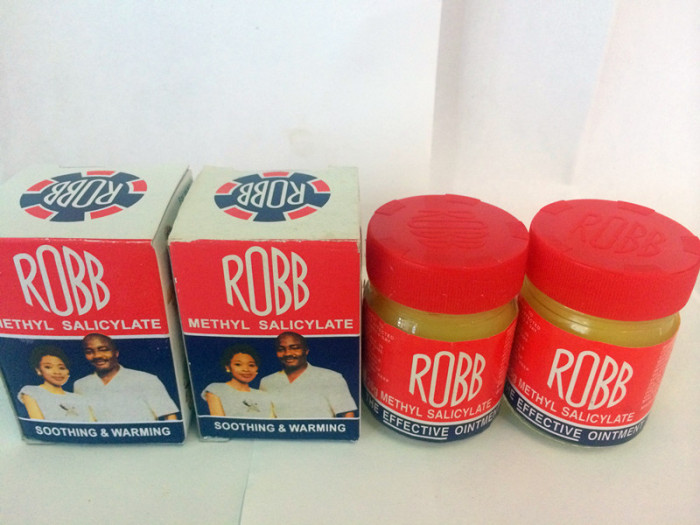 ROBB
ROBB
METHYL SALICYLATE
SOOTHING & WARMING
ROBB
ROBB
METHYL SALICYLATE
SOOTHING & WARMING
ROBB
ROBB
METHYL SALICYLATE
EFFECTIVE OINTMENT
ROBB
ROBB
METHYL SALICYLATE
EFFECTIVE OINTMENT